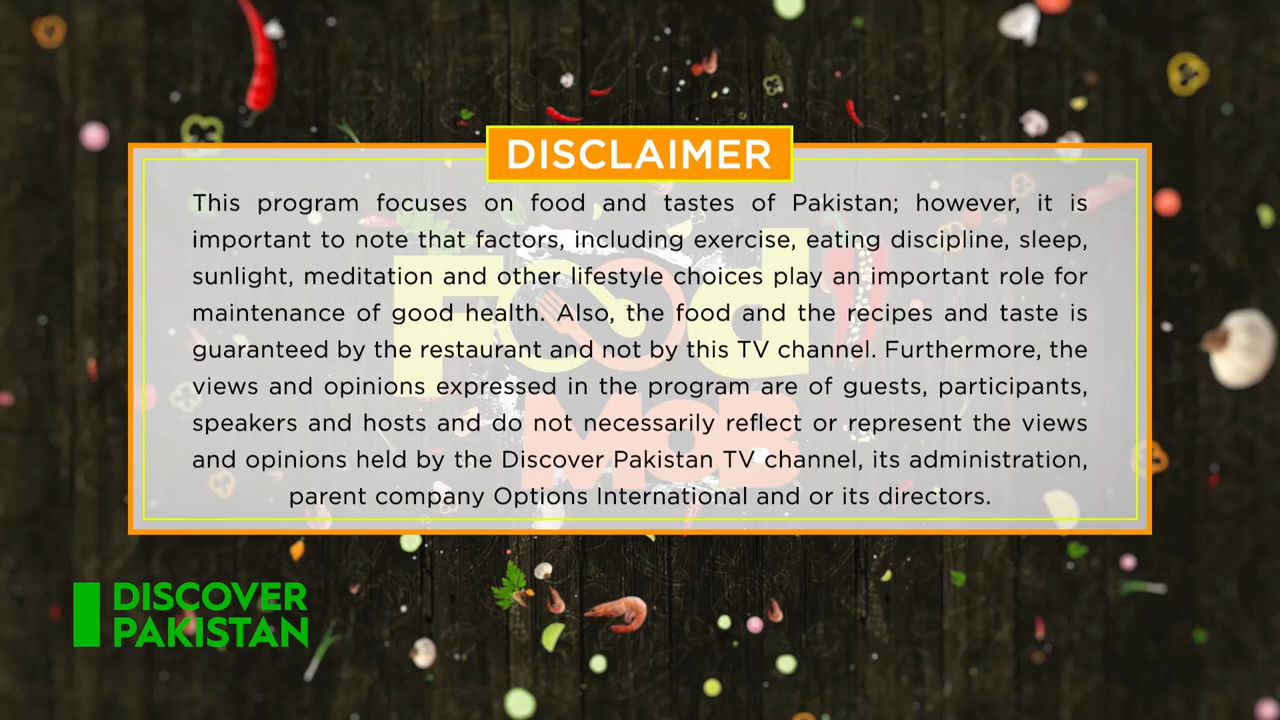 DISCLAIMER
This program focuses on food and tastes of Pakistan; however, it is
important to note that factors, including exercise, eating discipline, sleep,
sunlight, meditation and other lifestyle choices play an important role for
maintenance of good health. Also, the food and the recipes and taste is
guaranteed by the restaurant and not by this TV channel. Furthermore, the
views and opinions expressed in the program are of guests, participants,
speakers and hosts and do not necessarily reflect or represent the views
and opinions held by the Discover Pakistan TV channel, its administration,
parent company Options International and or its directors.
FOOD
MOB
DISCOVER
PAKISTAN